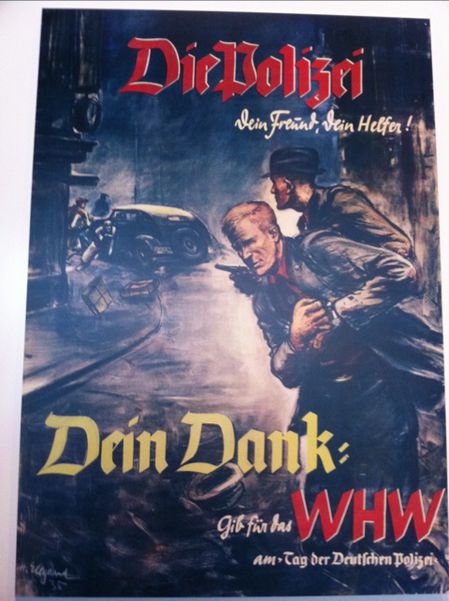 Die Polizei
dein Freund, dein Helfer!
Dein Dank:
Gib für das WHW
am »Tag der Deutschen Polizei«